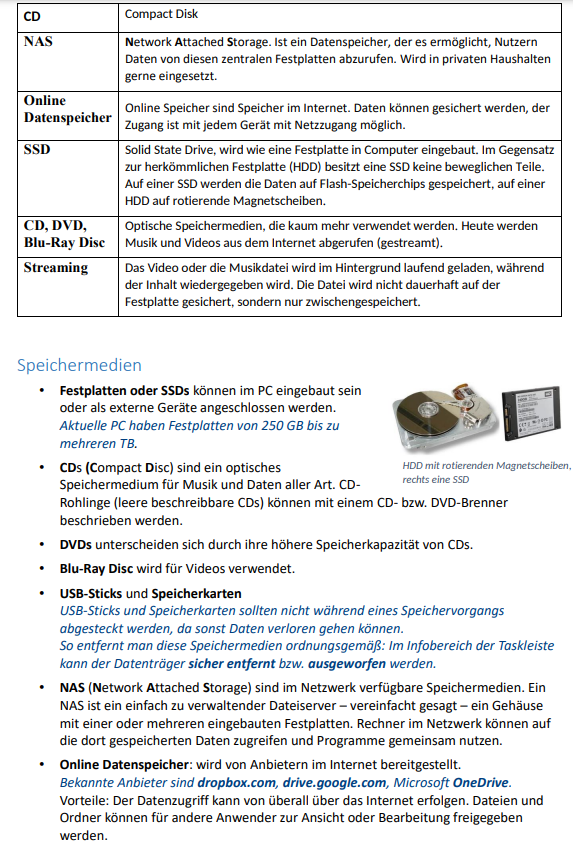 CD
Compact Disk
NAS
Network Attached Storage. Ist ein Datenspeicher, der es ermöglicht, Nutzern
Daten von diesen zentralen Festplatten abzurufen. Wird in privaten Haushalten
gerne eingesetzt.
Online
Datenspeicher
Online Speicher sind Speicher im Internet. Daten können gesichert werden, der
Zugang ist mit jedem Gerät mit Netzzugang möglich.
SSD
Solid State Drive, wird wie eine Festplatte in Computer eingebaut. Im Gegensatz
zur herkömmlichen Festplatte (HDD) besitzt eine SSD keine beweglichen Teile.
Auf einer SSD werden die Daten auf Flash-Speicherchips gespeichert, auf einer
HDD auf rotierende Magnetscheiben.
CD, DVD,
Blu-Ray Disc
Optische Speichermedien, die kaum mehr verwendet werden. Heute werden
Musik und Videos aus dem Internet abgerufen (gestreamt).
Streaming
Das Video oder die Musikdatei wird im Hintergrund laufend geladen, während
der Inhalt wiedergegeben wird. Die Datei wird nicht dauerhaft auf der
Festplatte gesichert, sondern nur zwischengespeichert.
Speichermedien
• Festplatten oder SSDs können im PC eingebaut sein
oder als externe Geräte angeschlossen werden.
Aktuelle PC haben Festplatten von 250 GB bis zu
mehreren TB.
HDD mit rotierenden Magnetscheiben,
rechts eine SSD
• CDs (Compact Disc) sind ein optisches
Speichermedium für Musik und Daten aller Art. CD-
Rohlinge (leere beschreibbare CDs) können mit einem CD- bzw. DVD-Brenner
beschrieben werden.
• DVDs unterscheiden sich durch ihre höhere Speicherkapazität von CDs.
• Blu-Ray Disc wird für Videos verwendet.
• USB-Sticks und Speicherkarten
USB-Sticks und Speicherkarten sollten nicht während eines Speichervorgangs
abgesteckt werden, da sonst Daten verloren gehen können.
So entfernt man diese Speichermedien ordnungsgemäß: Im Infobereich der Taskleiste
kann der Datenträger sicher entfernt bzw. ausgeworfen werden.
• NAS (Network Attached Storage) sind im Netzwerk verfügbare Speichermedien. Ein
NAS ist ein einfach zu verwaltender Dateiserver – vereinfacht gesagt – ein Gehäuse
mit einer oder mehreren eingebauten Festplatten. Rechner im Netzwerk können auf
die dort gespeicherten Daten zugreifen und Programme gemeinsam nutzen.
• Online Datenspeicher: wird von Anbietern im Internet bereitgestellt.
Bekannte Anbieter sind dropbox.com, drive.google.com, Microsoft OneDrive.
Vorteile: Der Datenzugriff kann von überall über das Internet erfolgen. Dateien und
Ordner können für andere Anwender zur Ansicht oder Bearbeitung freigegeben
werden.